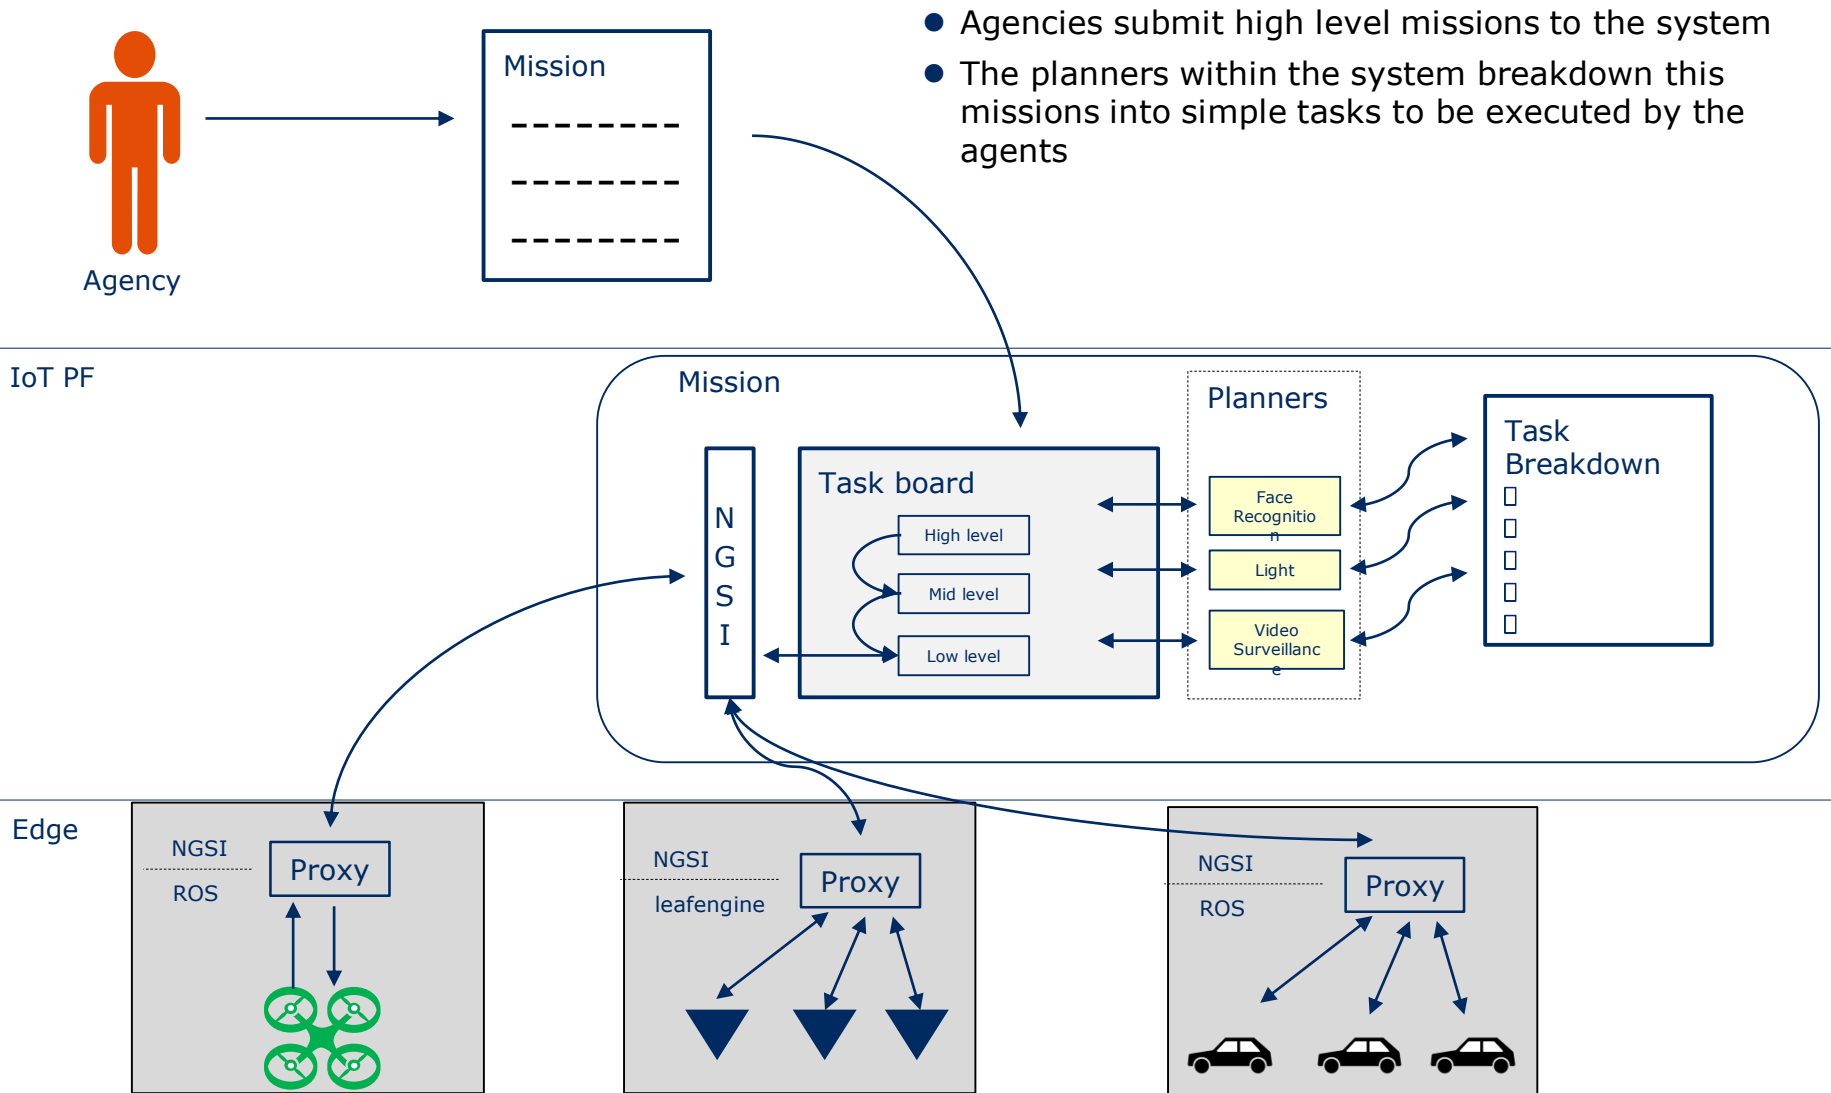 Agencies submit high level missions to the system
The planners within the system breakdown this
missions into simple tasks to be executed by the
agents
Mission
Agency
IoT PF
Mission
N
G
S
I
Task board
High level
Mid level
Low level
Planners
Face
Recognitio
n
Light
Video
Surveillanc
e
Task
Breakdown
Edge
NGSI
ROS
Proxy
NGSI
leafengine
Proxy
NGSI
ROS
Proxy